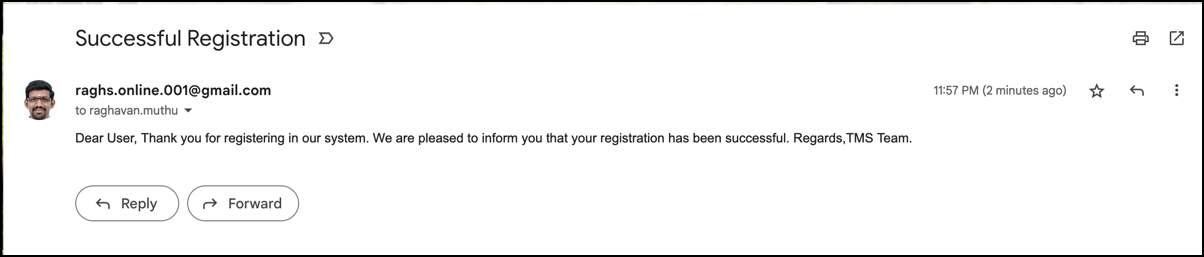 Successful Registration
raghs.online.001@gmail.com 11:57 PM (2 minutes ago)
to raghavan.muthu
Dear User, Thank you for registering in our system. We are pleased to inform you that your registration has been successful. Regards,TMS Team.
Reply Forward